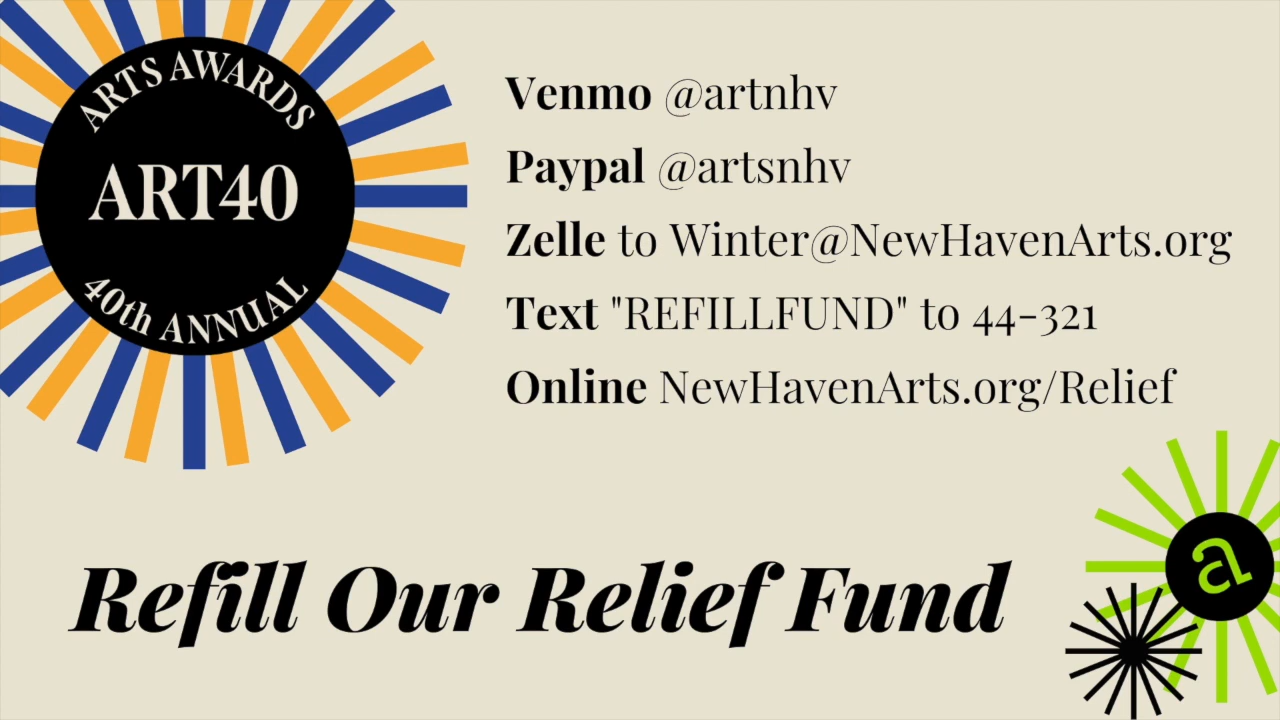 ARTS AWARDS
ART40
40th ANNUAL
Venmo @artnhv
Paypal @artsnhv
Zelle to Winter@NewHavenArts.org
Text "REFILLFUND" to 44-321
Online NewHavenArts.org/Relief
a
Refill Our Relief Fund